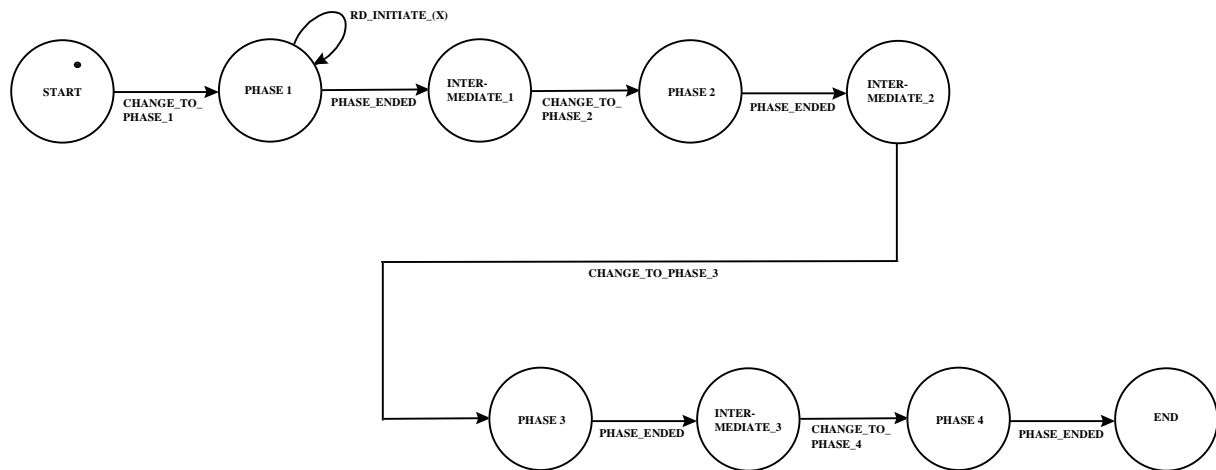 RD_INITIATE_(X)
START
CHANGE_TO_
PHASE_1
PHASE 1
PHASE_ENDED
INTER-
MEDIATE_1
CHANGE_TO_
PHASE_2
PHASE 2
PHASE_ENDED
INTER-
MEDIATE_2
CHANGE_TO_PHASE_3
PHASE 3
PHASE_ENDED
INTER-
MEDIATE_3
CHANGE_TO_
PHASE_4
PHASE 4
PHASE_ENDED
END